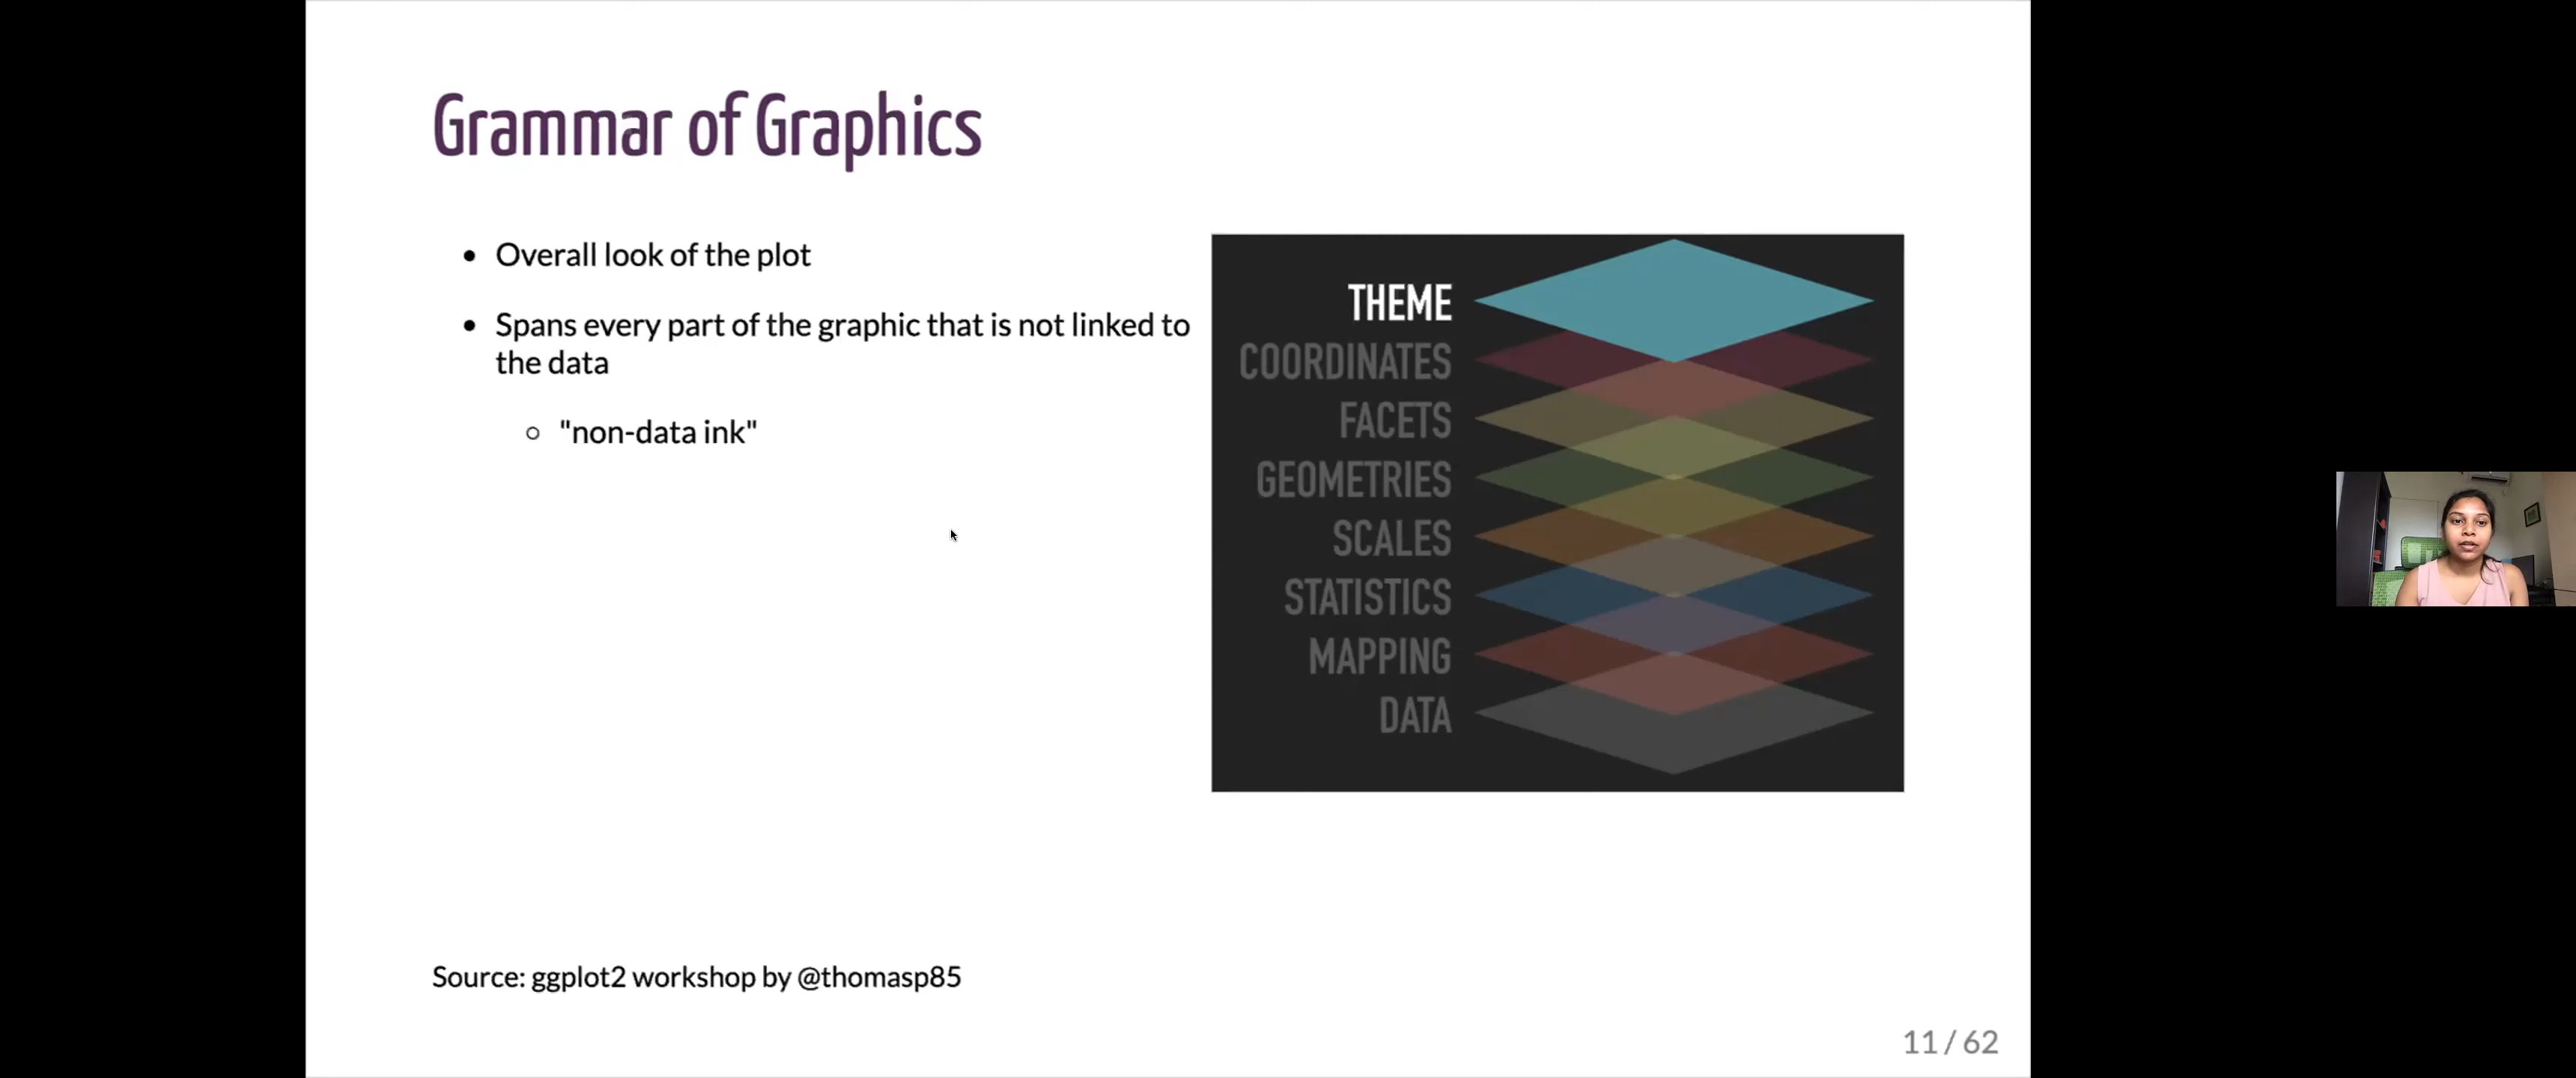 Grammar of Graphics
• Overall look of the plot
• Spans every part of the graphic that is not linked to
the data
○ "non-data ink"
THEME
COORDINATES
FACETS
GEOMETRIES
SCALES
STATISTICS
MAPPING
DATA
Source: ggplot2 workshop by @thomasp85
11 / 62